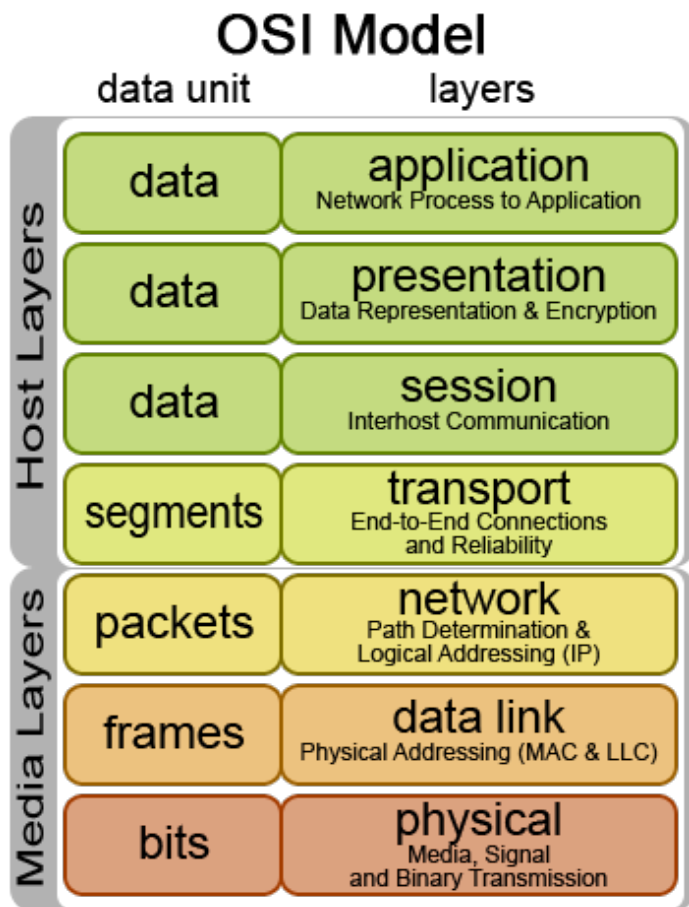 OSI Model
data unit layers
Host Layers
data
application
Network Process to Application
data
presentation
Data Representation & Encryption
data
session
Interhost Communication
segments
transport
End-to-End Connections
and Reliability
Media Layers
packets
network
Path Determination &
Logical Addressing (IP)
frames
data link
Physical Addressing (MAC & LLC)
bits
physical
Media, Signal
and Binary Transmission